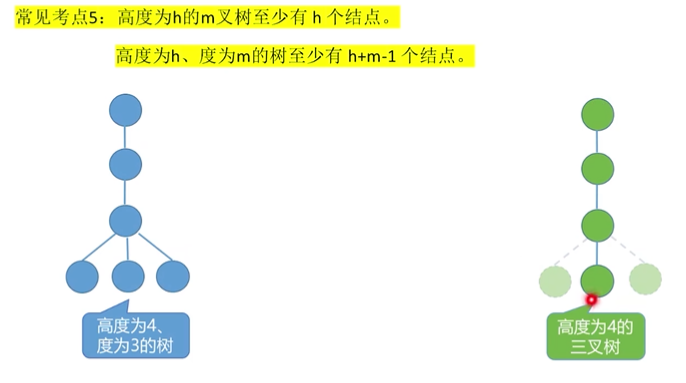 常见考点5：高度为h的m叉树至少有 h 个结点。
高度为h、度为m的树至少有 h+m-1 个结点。
高度为4、
度为3的树
高度为4的
三叉树